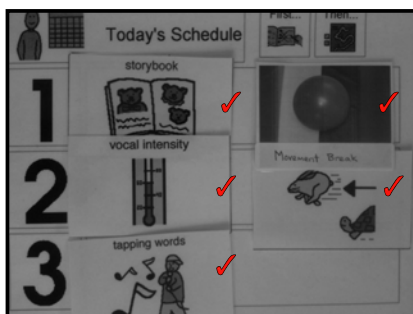 First... Then...
Today's Schedule
storybook
1
vocal intensity
Movement Break
2
tapping words
3